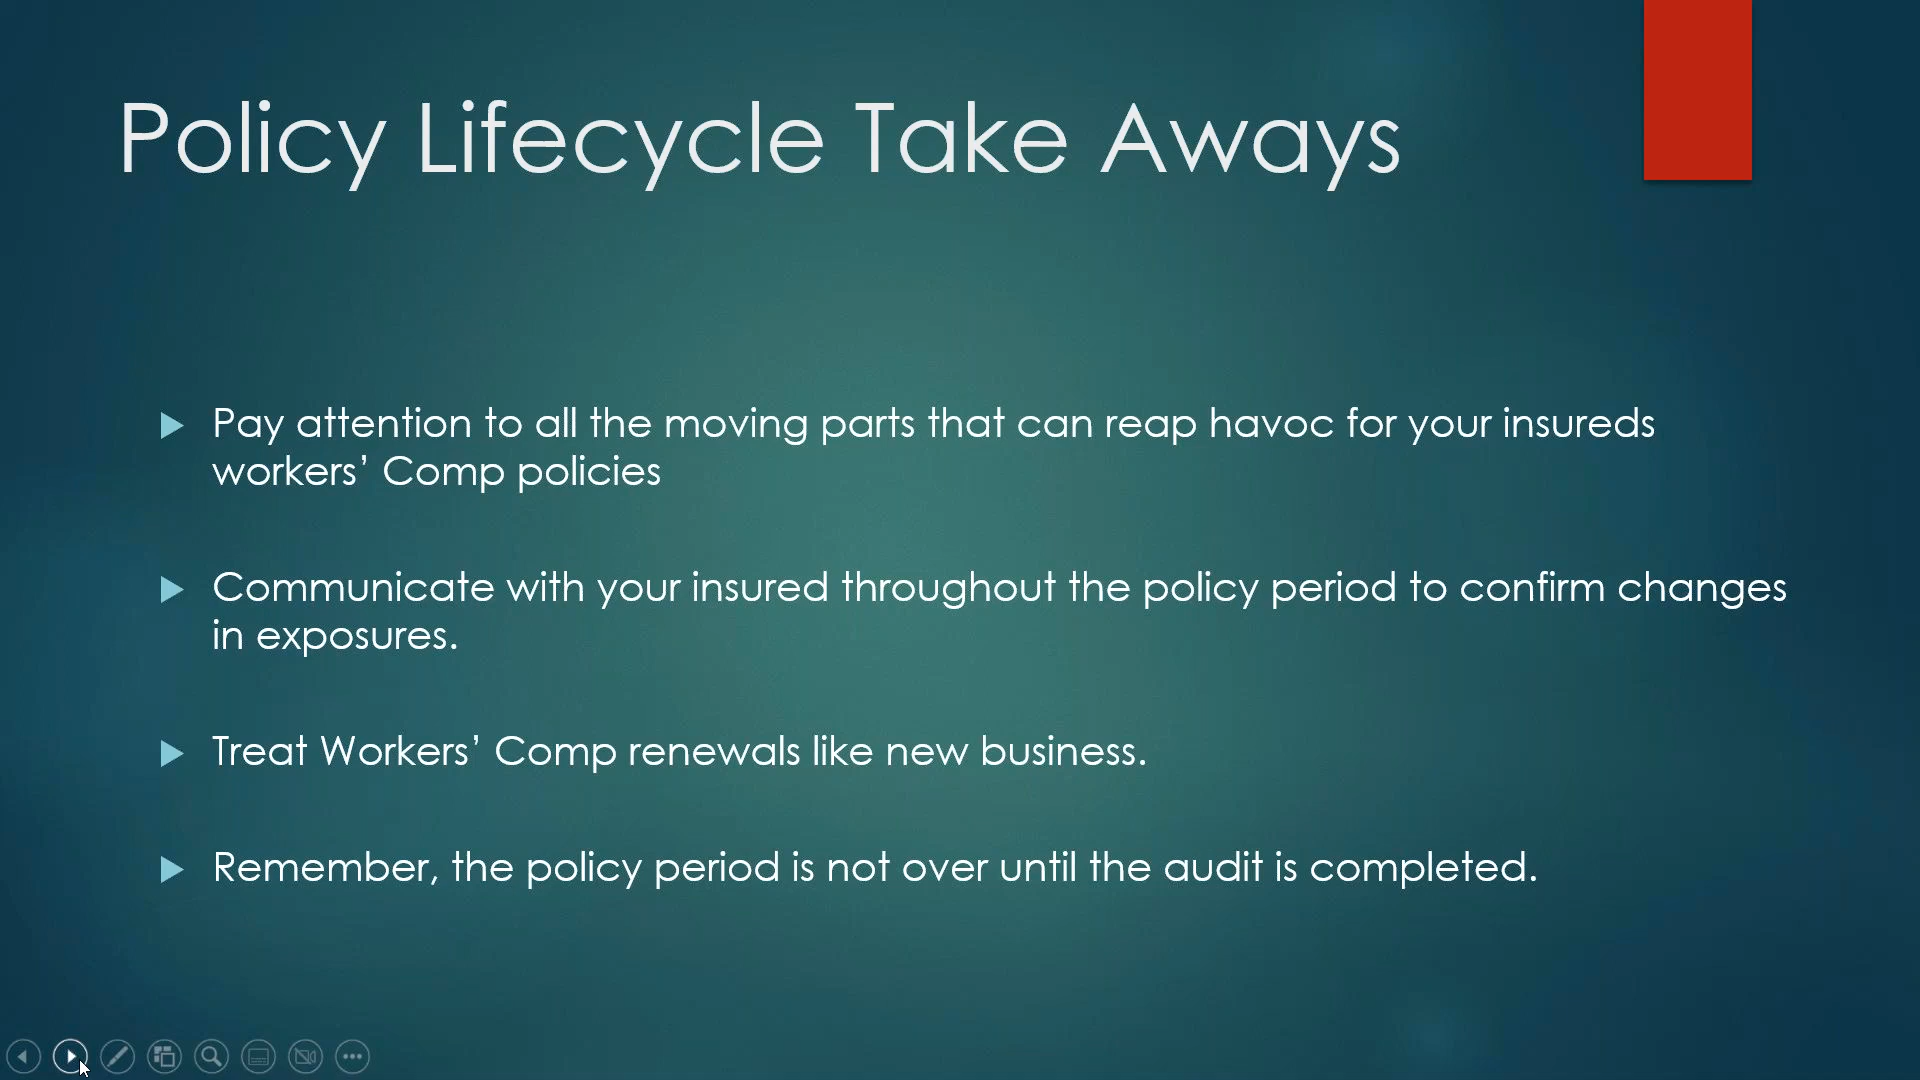 Policy Lifecycle Take Aways
Pay attention to all the moving parts that can reap havoc for your insureds
workers’ Comp policies
Communicate with your insured throughout the policy period to confirm changes
in exposures.
Treat Workers’ Comp renewals like new business.
Remember, the policy period is not over until the audit is completed.